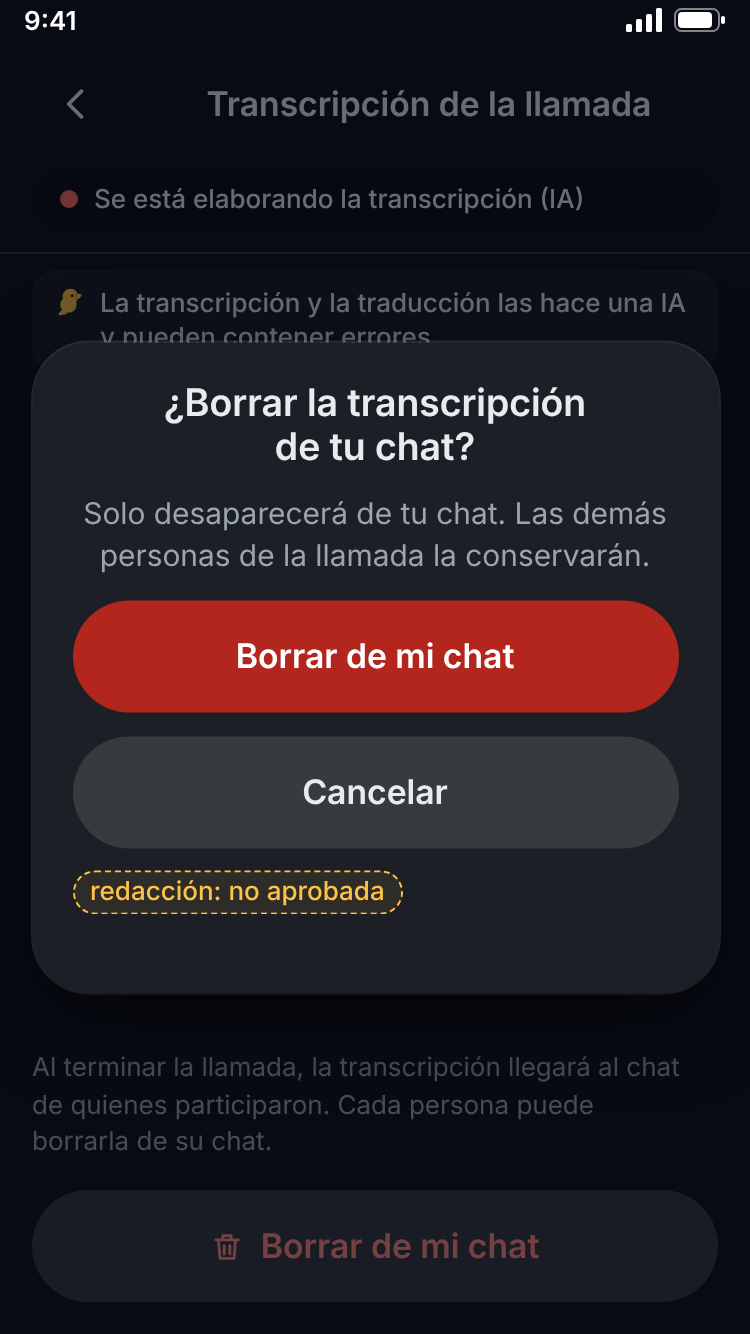 9:41
Transcripción de la llamada
Se está elaborando la transcripción (IA)
La transcripción y la traducción las hace una IA
y pueden contener errores
¿Borrar la transcripción
de tu chat?
Solo desaparecerá de tu chat. Las demás
personas de la llamada la conservarán.
Borrar de mi chat
Cancelar
redacción: no aprobada
Al terminar la llamada, la transcripción llegará al chat
de quienes participaron. Cada persona puede
borrarla de su chat.
Borrar de mi chat